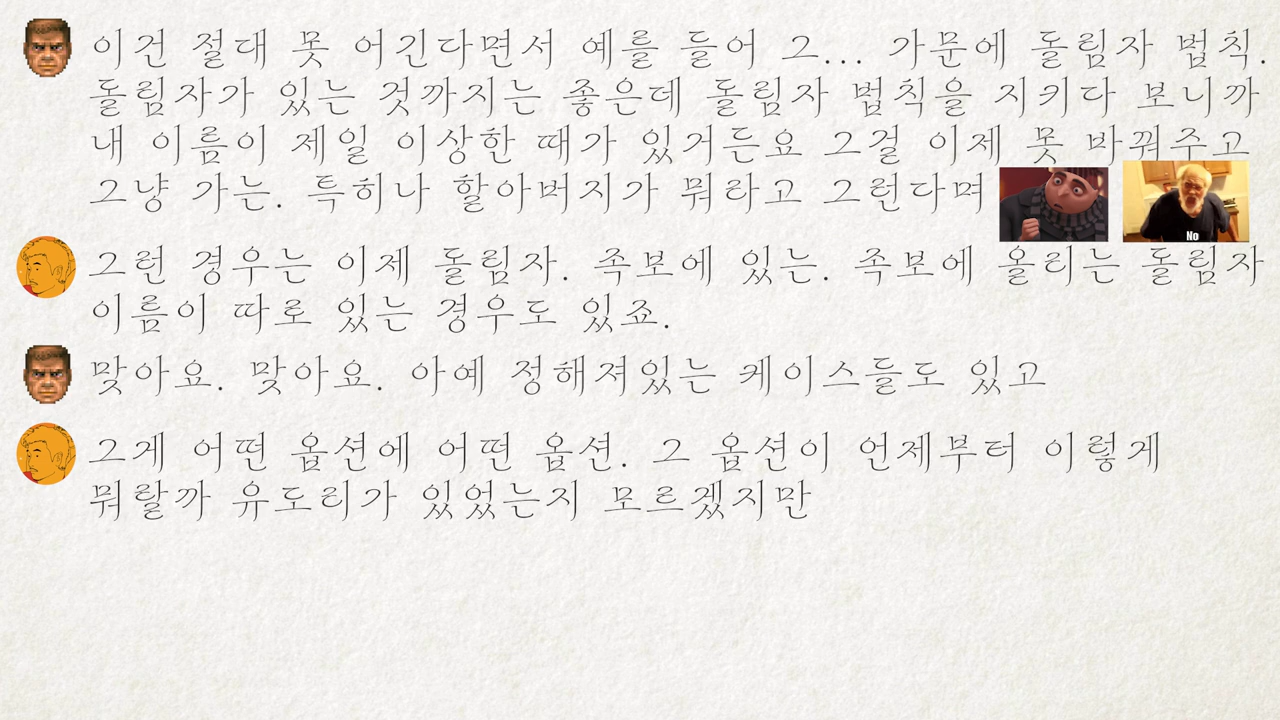 이건 절대 못 어긴다면서 예를 들어 그... 가문에 돌림자 법칙.
돌림자가 있는 것까지는 좋은데 돌림자 법칙을 지키다 보니까
내 이름이 제일 이상한 때가 있거든요 그걸 이제 못 바꿔주고
그냥 가는. 특히나 할아버지가 뭐라고 그런다며
No
그런 경우는 이제 돌림자. 족보에 있는. 족보에 올리는 돌림자
이름이 따로 있는 경우도 있죠.
맞아요. 맞아요. 아예 정해져있는 케이스들도 있고
그게 어떤 옵션에 어떤 옵션. 그 옵션이 언제부터 이렇게
뭐랄까 유도리가 있었는지 모르겠지만